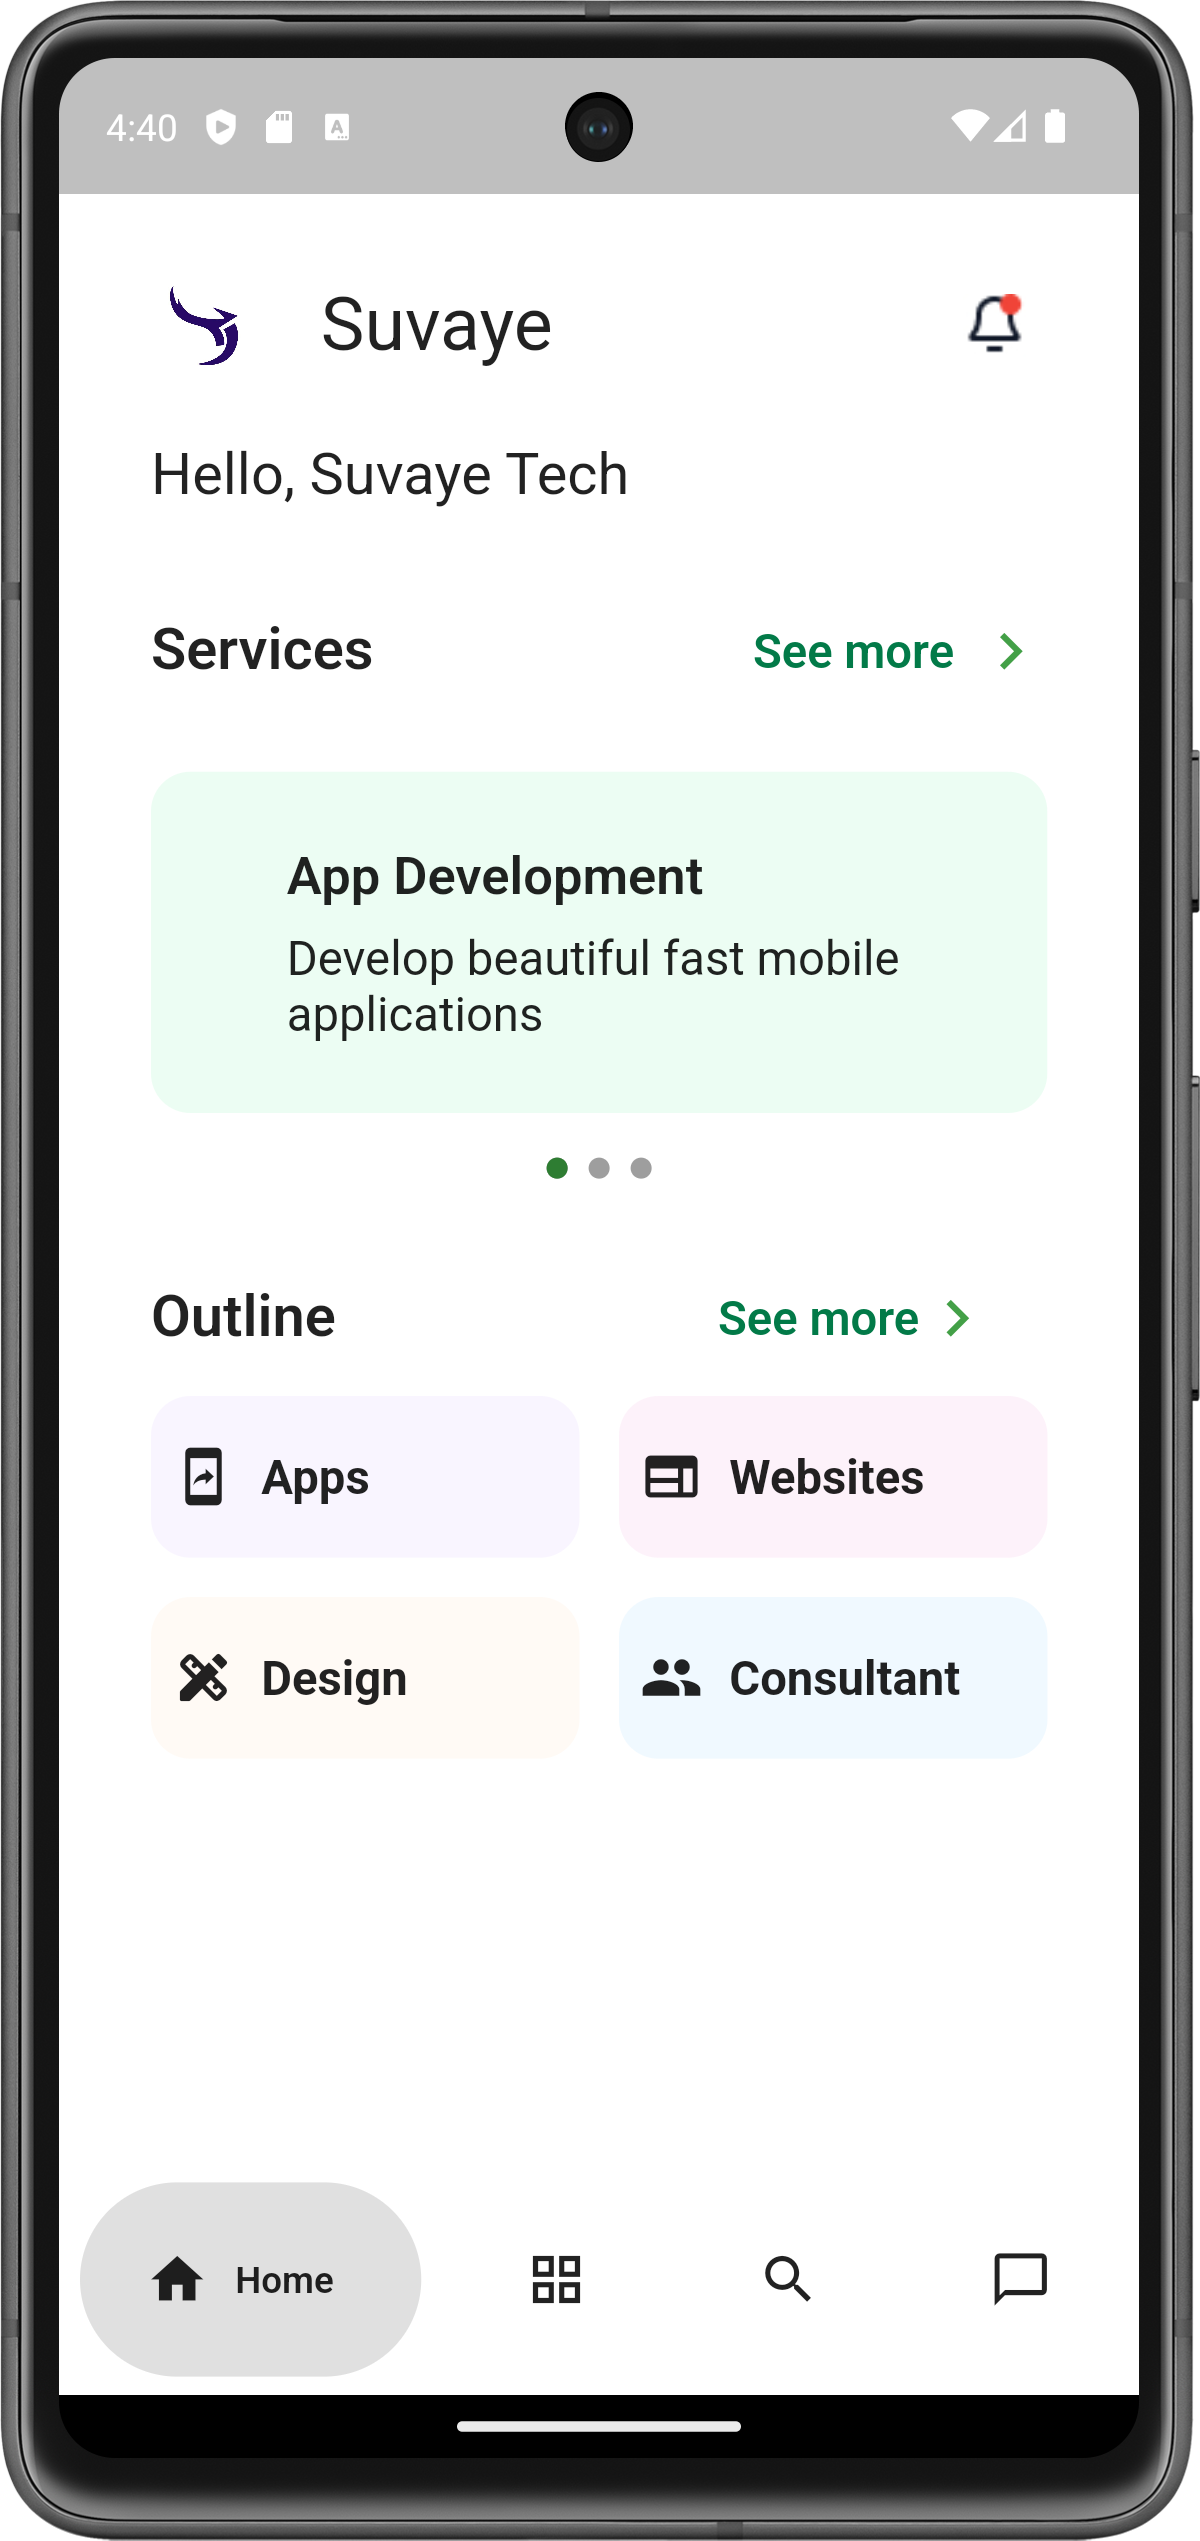 4:40
Suvaye
Hello, Suvaye Tech
Services
See more
App Development
Develop beautiful fast mobile
applications
Outline
See more
Apps
Websites
Design
Consultant
Home